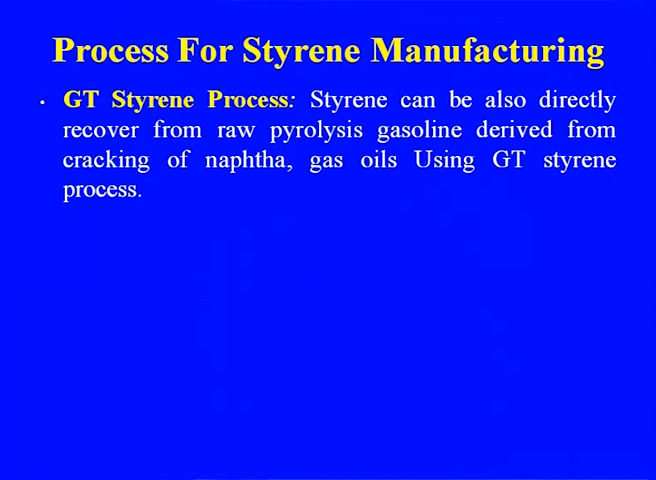 Process For Styrene Manufacturing
• GT Styrene Process: Styrene can be also directly
recover from raw pyrolysis gasoline derived from
cracking of naphtha, gas oils Using GT styrene
process.